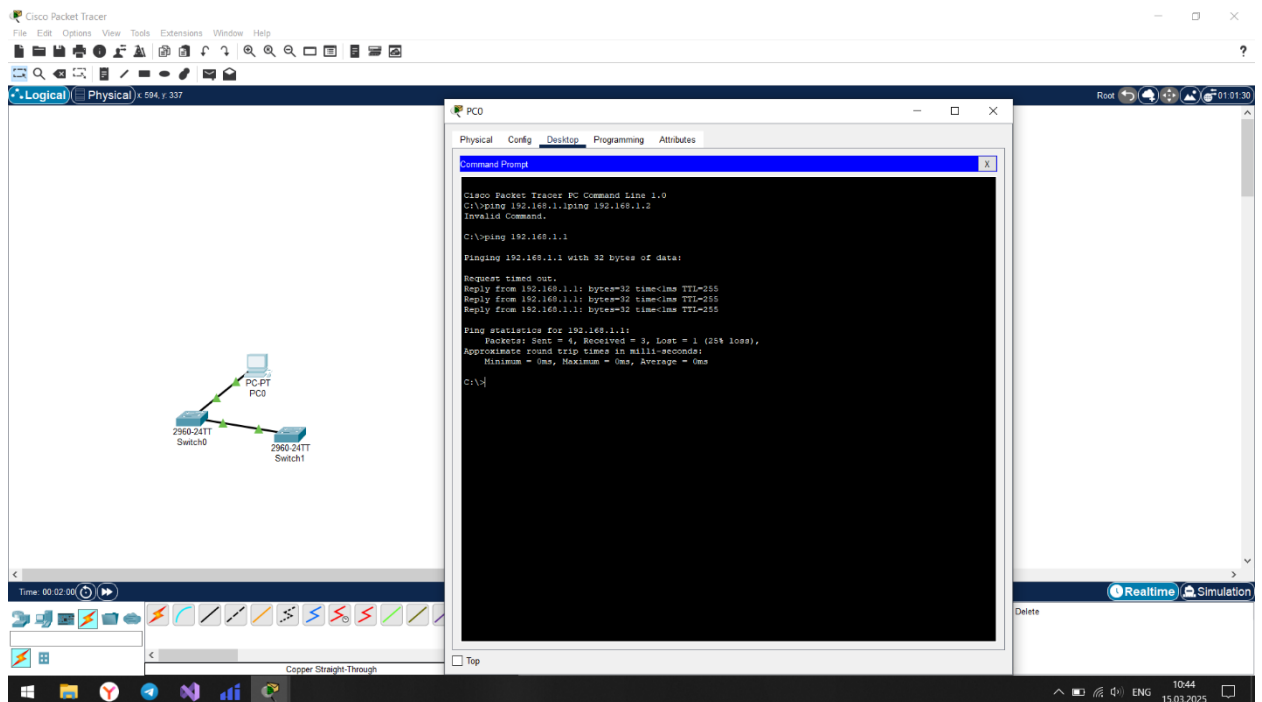 Cisco Packet Tracer
File Edit Options View Tools Extensions Window Help
?
Logical Physical x: 594, y: 337
Root 01:01:30
PC0
Physical Config Desktop Programming Attributes
Command Prompt X
Cisco Packet Tracer PC Command Line 1.0
C:\>ping 192.168.1.1ping 192.168.1.2
Invalid Command.
C:\>ping 192.168.1.1
Pinging 192.168.1.1 with 32 bytes of data:
Request timed out.
Reply from 192.168.1.1: bytes=32 time<1ms TTL=255
Reply from 192.168.1.1: bytes=32 time<1ms TTL=255
Reply from 192.168.1.1: bytes=32 time<1ms TTL=255
Ping statistics for 192.168.1.1:
Packets: Sent = 4, Received = 3, Lost = 1 (25% loss),
Approximate round trip times in milli-seconds:
Minimum = 0ms, Maximum = 0ms, Average = 0ms
C:\>
PC-PT
PC0
2960-24TT
Switch0
2960-24TT
Switch1
Time: 00:02:00
Realtime Simulation
Delete
Copper Straight-Through
Top
ENG
10:44
15.03.2025